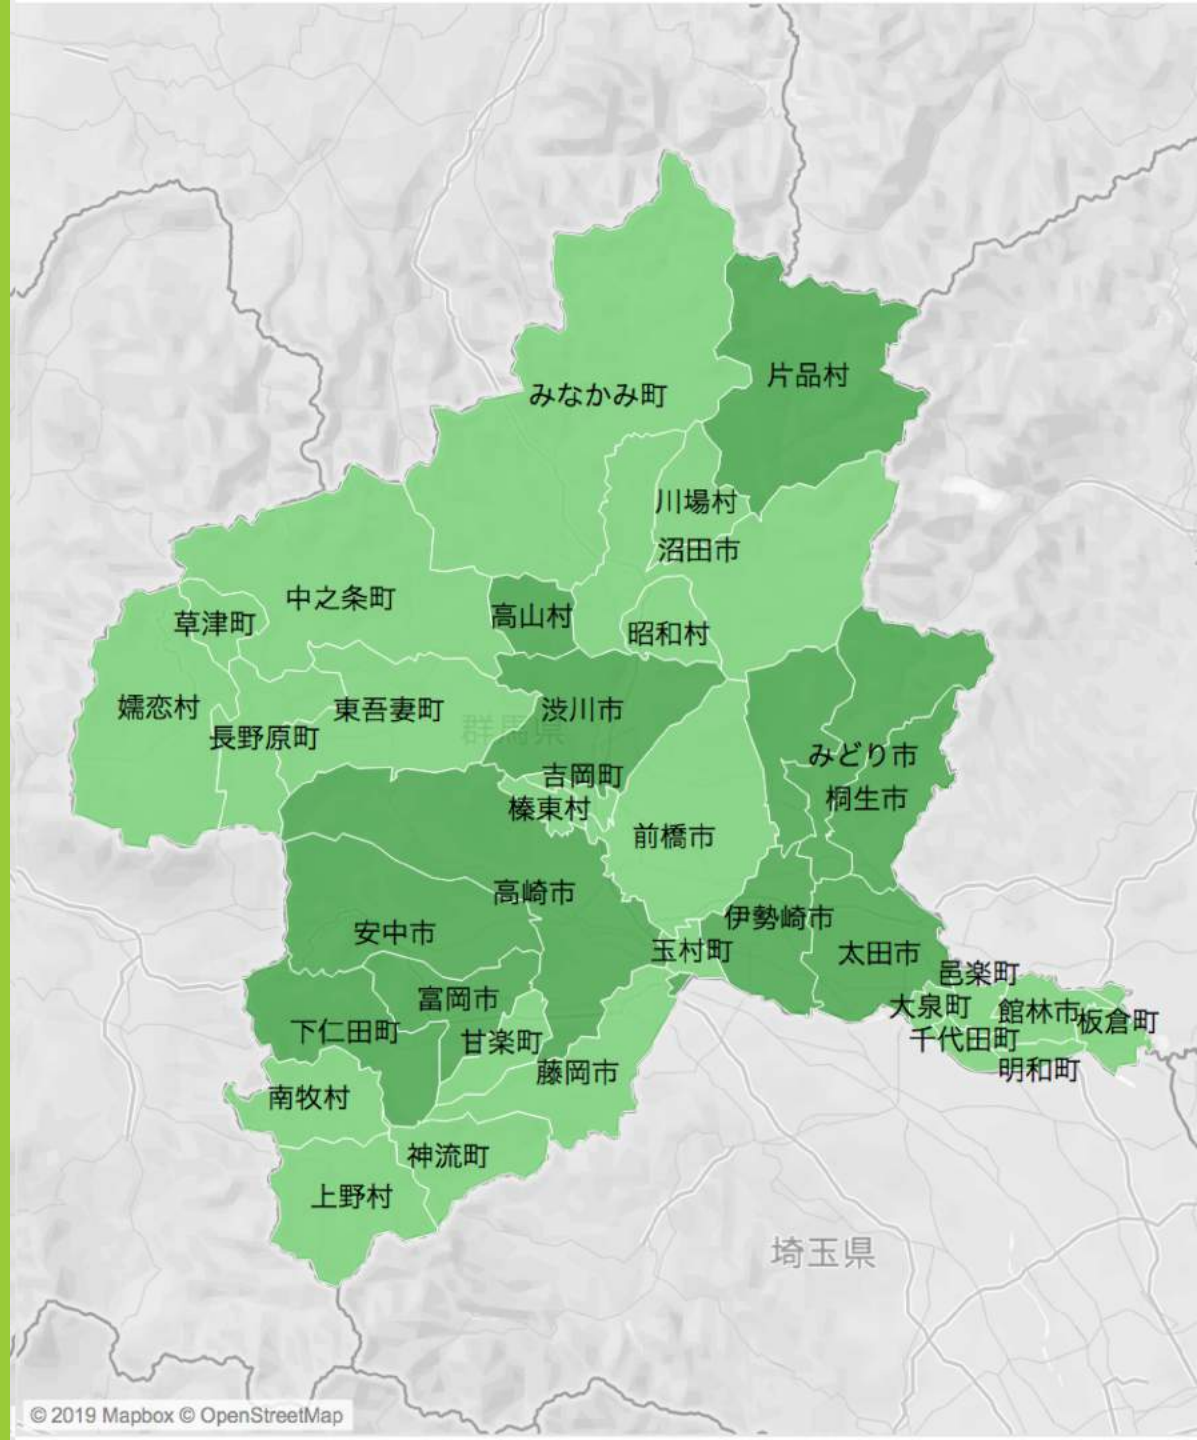 みなかみ町
片品村
川場村
沼田市
中之条町
高山村
草津町
昭和村
嬬恋村
東吾妻町
渋川市
長野原町
群馬県
みどり市
吉岡町
桐生市
榛東村
前橋市
高崎市
伊勢崎市
安中市
玉村町
太田市
邑楽町
富岡市
大泉町
館林市
板倉町
下仁田町
甘楽町
千代田町
藤岡市
明和町
南牧村
神流町
上野村
埼玉県
© 2019 Mapbox © OpenStreetMap